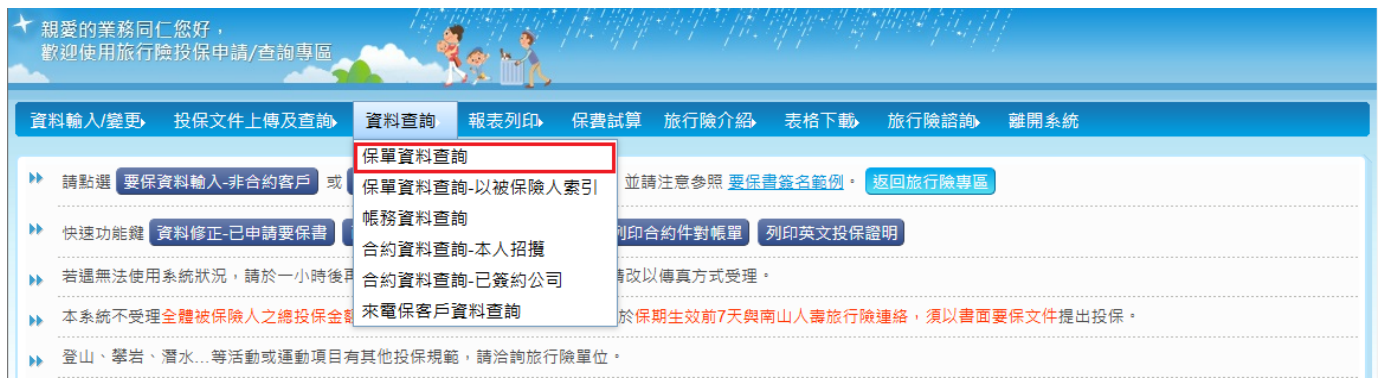 親愛的業務同仁您好,
歡迎使用旅行險投保申請/查詢專區
資料輸入/變更 投保文件上傳及查詢 資料查詢 報表列印 保費試算 旅行險介紹 表格下載 旅行險諮詢 離開系統
保單資料查詢
保單資料查詢-以被保險人索引
帳務資料查詢
合約資料查詢-本人招攬
合約資料查詢-已簽約公司
來電保客戶資料查詢
請點選 要保資料輸入-非合約客戶 或 並請注意參照 要保書簽名範例。 返回旅行險專區
快速功能鍵 資料修正-已申請要保書 列印合約件對帳單 列印英文投保證明
若遇無法使用系統狀況,請於一小時後再 請改以傳真方式受理。
本系統不受理全體被保險人之總投保金額 於保期生效前7天與南山人壽旅行險連絡,須以書面要保文件提出投保。
登山、攀岩、潛水...等活動或運動項目有其他投保規範,請洽詢旅行險單位。